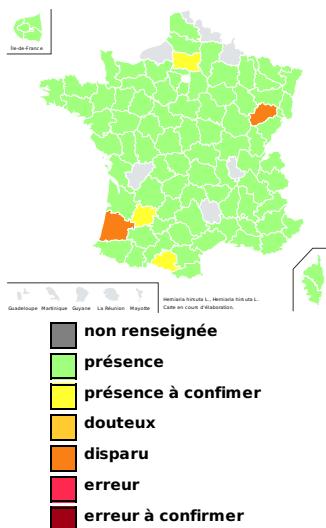 Île-de-France
Guadeloupe Martinique Guyane La Réunion Mayotte
Herniaria hirsuta L., Herniaria hirsuta L.
Carte en cours d'élaboration.
non renseignée
présence
présence à confimer
douteux
disparu
erreur
erreur à confirmer